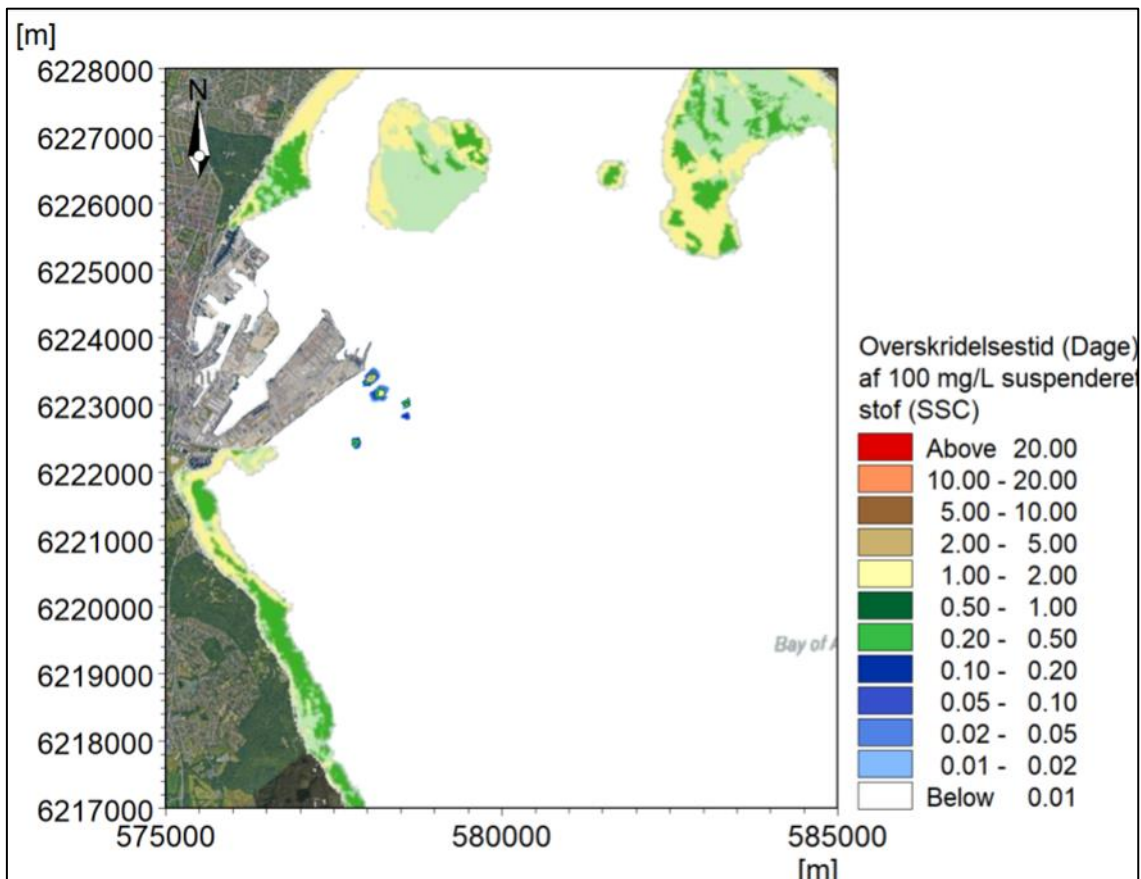 [m]
6228000
N
6227000
6226000
6225000
6224000
6223000
6222000
6221000
6220000
6219000
6218000
6217000
575000
580000
585000
[m]
Bay of A
Overskridelsestid (Dage)
af 100 mg/L suspenderet
stof (SSC)
Above 20.00
10.00 - 20.00
5.00 - 10.00
2.00 - 5.00
1.00 - 2.00
0.50 - 1.00
0.20 - 0.50
0.10 - 0.20
0.05 - 0.10
0.02 - 0.05
0.01 - 0.02
Below 0.01